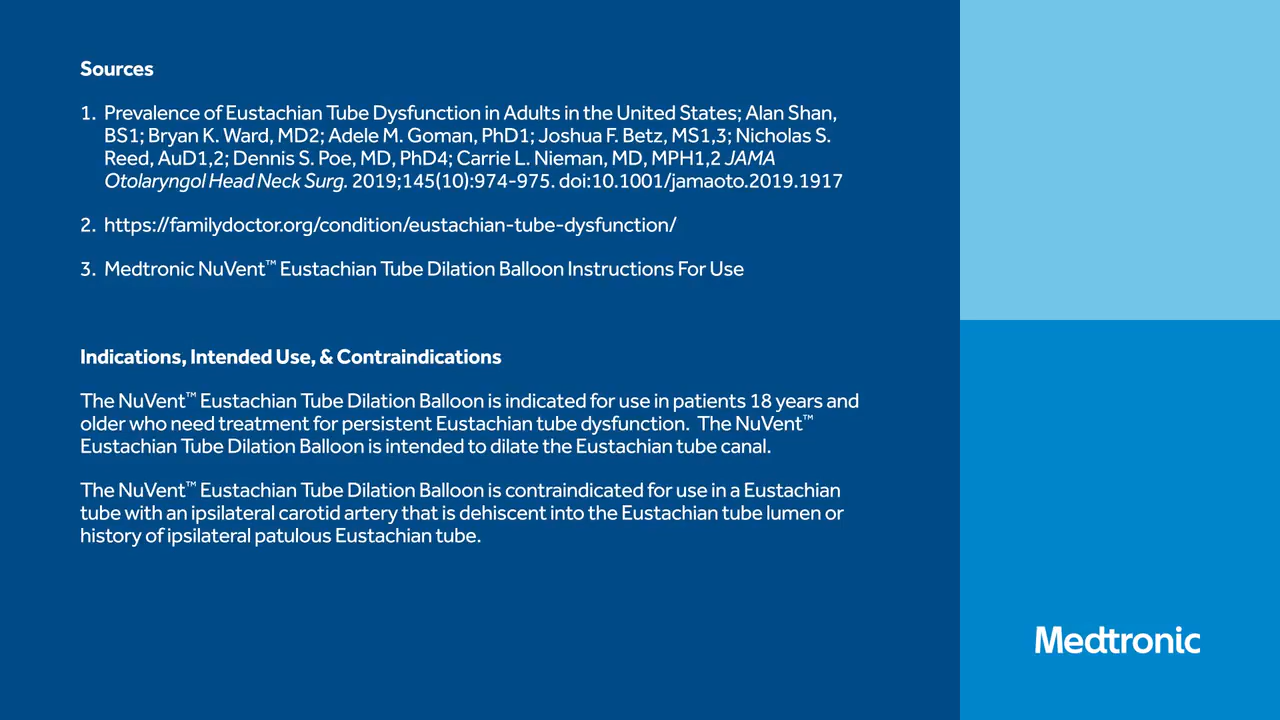 Sources
1. Prevalence of Eustachian Tube Dysfunction in Adults in the United States; Alan Shan,
BS1; Bryan K. Ward, MD2; Adele M. Goman, PhD1; Joshua F. Betz, MS1,3; Nicholas S.
Reed, AuD1,2; Dennis S. Poe, MD, PhD4; Carrie L. Nieman, MD, MPH1,2 JAMA
Otolaryngol Head Neck Surg. 2019;145(10):974-975. doi:10.1001/jamaoto.2019.1917
2. https://familydoctor.org/condition/eustachian-tube-dysfunction/
3. Medtronic NuVent™ Eustachian Tube Dilation Balloon Instructions For Use
Indications, Intended Use, & Contraindications
The NuVent™ Eustachian Tube Dilation Balloon is indicated for use in patients 18 years and
older who need treatment for persistent Eustachian tube dysfunction.  The NuVent™
Eustachian Tube Dilation Balloon is intended to dilate the Eustachian tube canal.
The NuVent™ Eustachian Tube Dilation Balloon is contraindicated for use in a Eustachian
tube with an ipsilateral carotid artery that is dehiscent into the Eustachian tube lumen or
history of ipsilateral patulous Eustachian tube.
Medtronic